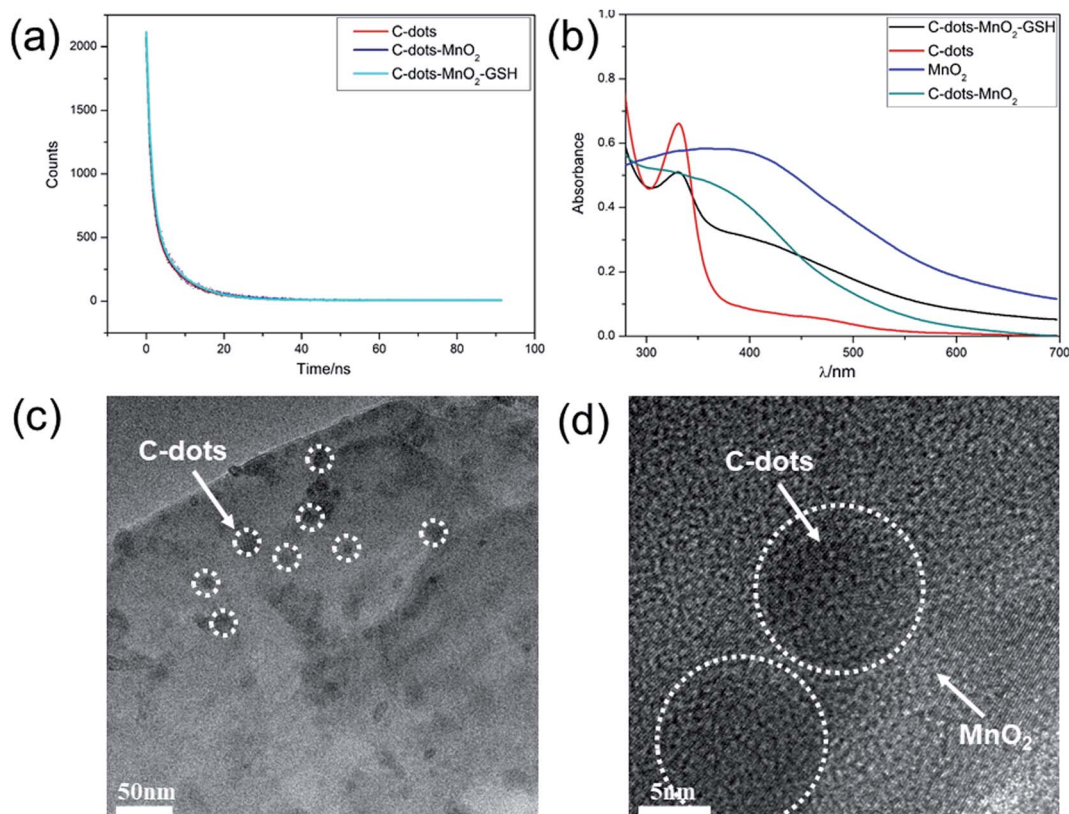 (a)
C-dots
C-dots-MnO₂
C-dots-MnO₂-GSH
2000
1500
1000
500
0
Counts
0
20
40
60
80
100
Time/ns
(b)
C-dots-MnO₂-GSH
C-dots
MnO₂
C-dots-MnO₂
1.0
0.8
0.6
0.4
0.2
0.0
Absorbance
300
400
500
600
700
λ/nm
(c)
C-dots
50nm
(d)
C-dots
MnO₂
5nm